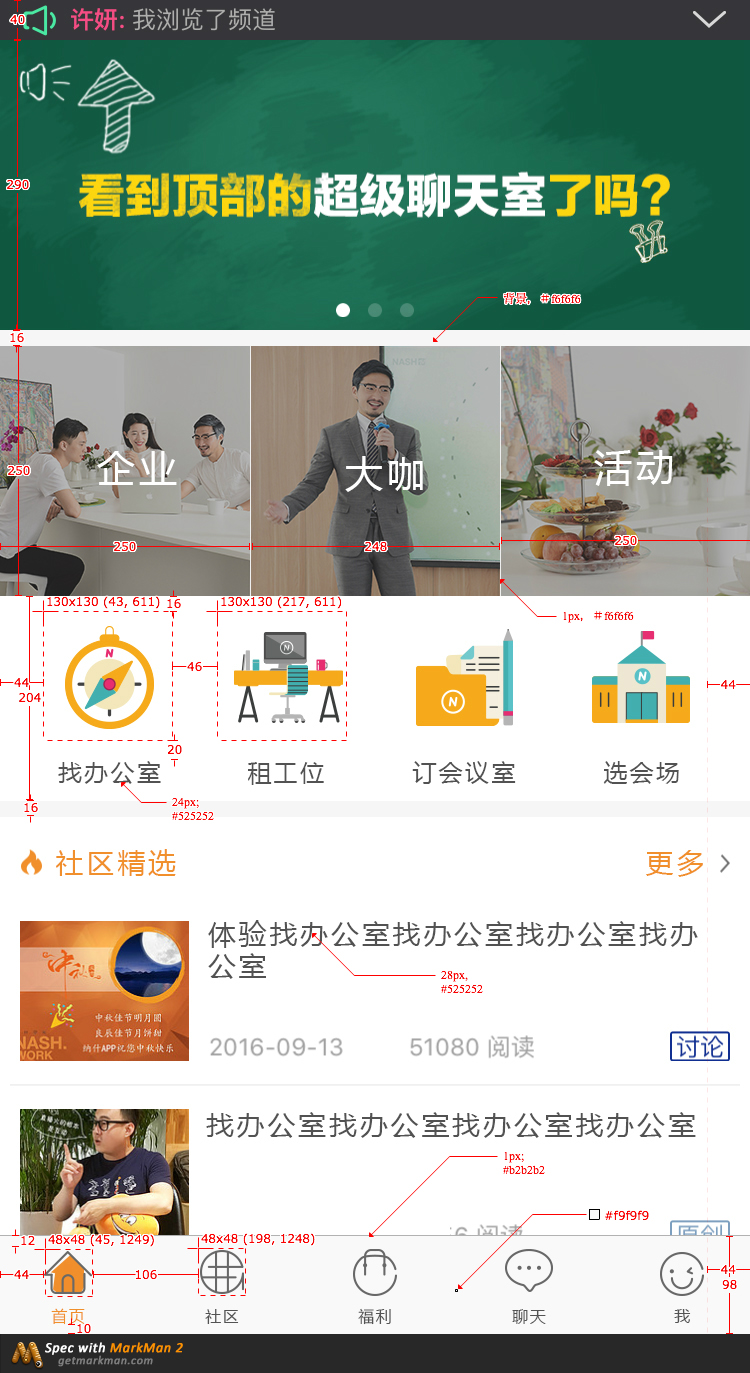 40
许妍: 我浏览了频道
290
看到顶部的超级聊天室了吗?
背景, #f6f6f6
16
NASHER
250
企业
大咖
活动
250
248
250
130x130 (43, 611)
16
130x130 (217, 611)
1px, #f6f6f6
N
N
N
N
44
46
44
204
20
找办公室
租工位
订会议室
选会场
16
24px;
#525252
社区精选
更多
体验找办公室找办公室找办公室找办
公室
28px,
#525252
中秋
中秋佳节明月圆
良辰佳节月饼甜
纳什APP祝您中秋快乐
NASH.
WORK
2016-09-13
51080 阅读
讨论
找办公室找办公室找办公室找办公室
1px;
#b2b2b2
#f9f9f9
6 阅读
原创
12
48x48 (45, 1249)
48x48 (198, 1248)
44
106
44
98
首页
社区
福利
聊天
我
10
Spec with MarkMan 2
getmarkman.com